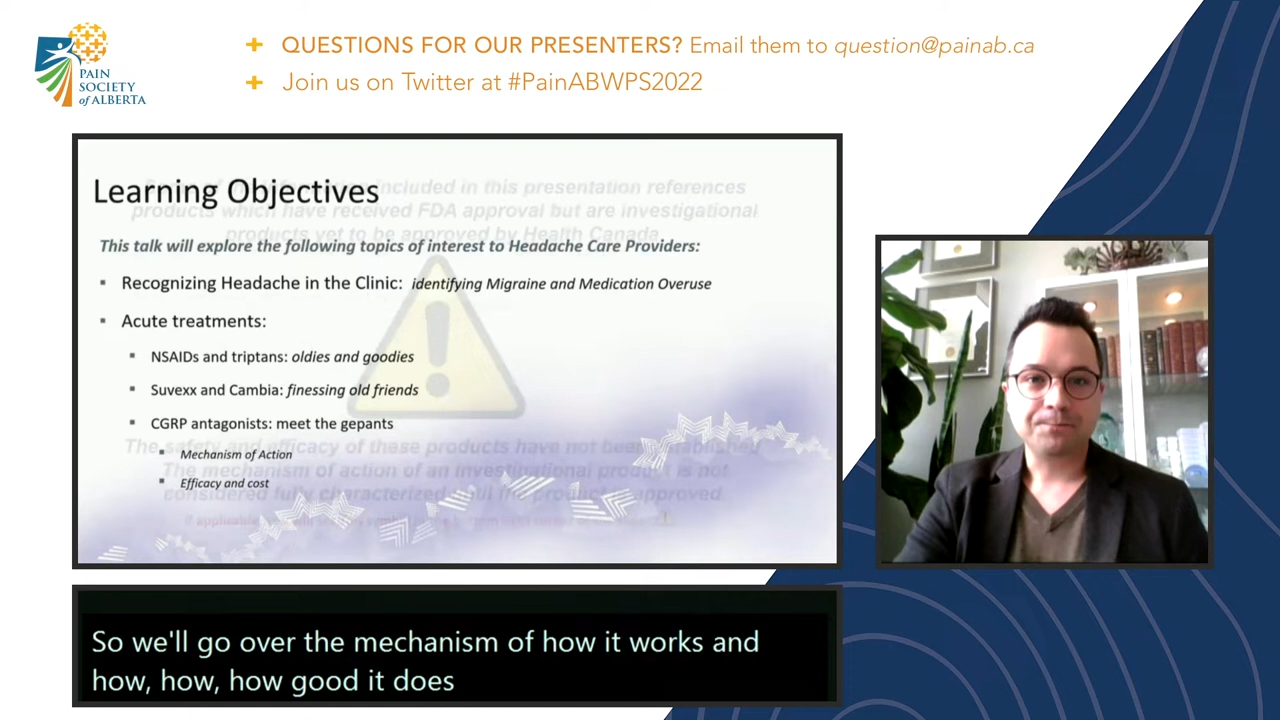 PAIN
SOCIETY
of ALBERTA
+ QUESTIONS FOR OUR PRESENTERS? Email them to question@painab.ca
+ Join us on Twitter at #PainABWPS2022
Learning Objectives
included in this presentation references
products which have received FDA approval but are investigational
products yet to be approved by Health Canada.
This talk will explore the following topics of interest to Headache Care Providers:
▪ Recognizing Headache in the Clinic: identifying Migraine and Medication Overuse
▪ Acute treatments:
▪ NSAIDs and triptans: oldies and goodies
▪ Suvexx and Cambia: finessing old friends
▪ CGRP antagonists: meet the gepants
The safety and efficacy of these products have not been established
▪ Mechanism of Action
The mechanism of action of an investigational product is not
▪ Efficacy and cost
considered fully characterized until the product is approved.
So we'll go over the mechanism of how it works and
how, how, how good it does